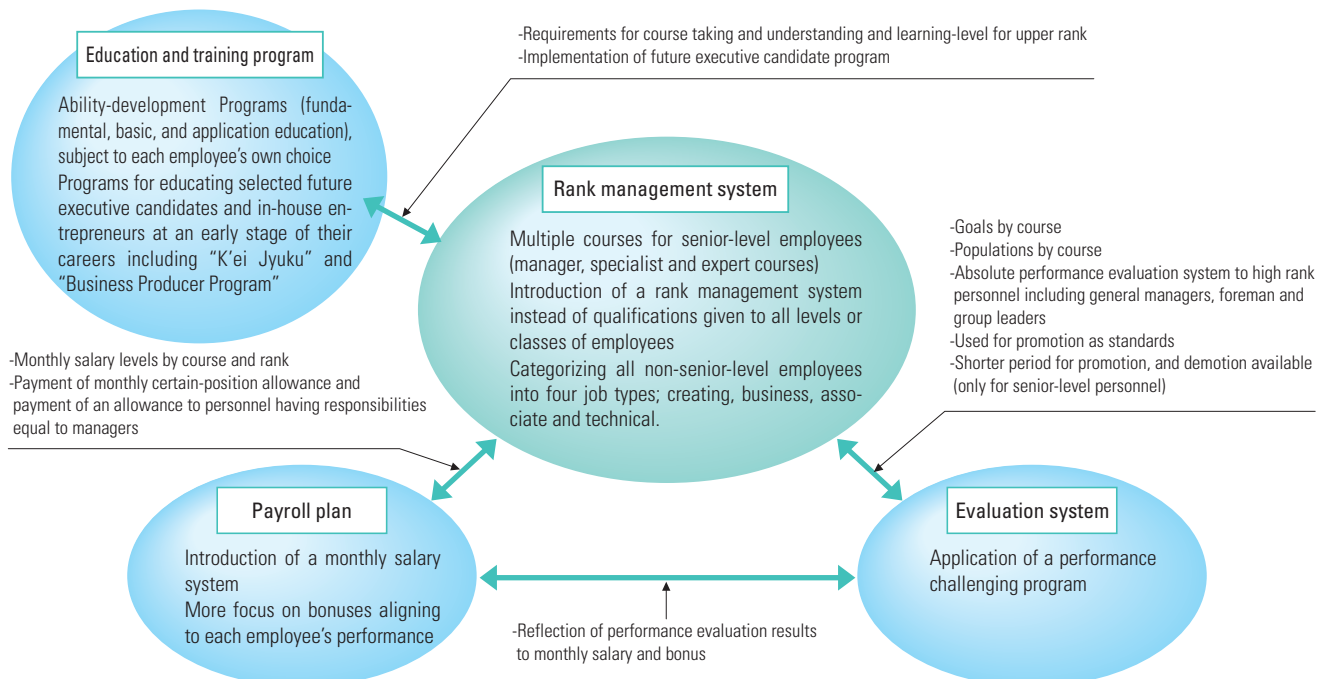 Education and training program
Ability-development Programs (funda-
mental, basic, and application education),
subject to each employee's own choice
Programs for educating selected future
executive candidates and in-house en-
trepreneurs at an early stage of their
careers including “K'ei Jyuku” and
“Business Producer Program”
-Requirements for course taking and understanding and learning-level for upper rank
-Implementation of future executive candidate program
Rank management system
Multiple courses for senior-level employees
(manager, specialist and expert courses)
Introduction of a rank management system
instead of qualifications given to all levels or
classes of employees
Categorizing all non-senior-level employees
into four job types; creating, business, asso-
ciate and technical.
-Goals by course
-Populations by course
-Absolute performance evaluation system to high rank
personnel including general managers, foreman and
group leaders
-Used for promotion as standards
-Shorter period for promotion, and demotion available
(only for senior-level personnel)
-Monthly salary levels by course and rank
-Payment of monthly certain-position allowance and
payment of an allowance to personnel having responsibilities
equal to managers
Payroll plan
Introduction of a monthly salary
system
More focus on bonuses aligning
to each employee's performance
Evaluation system
Application of a performance
challenging program
-Reflection of performance evaluation results
to monthly salary and bonus